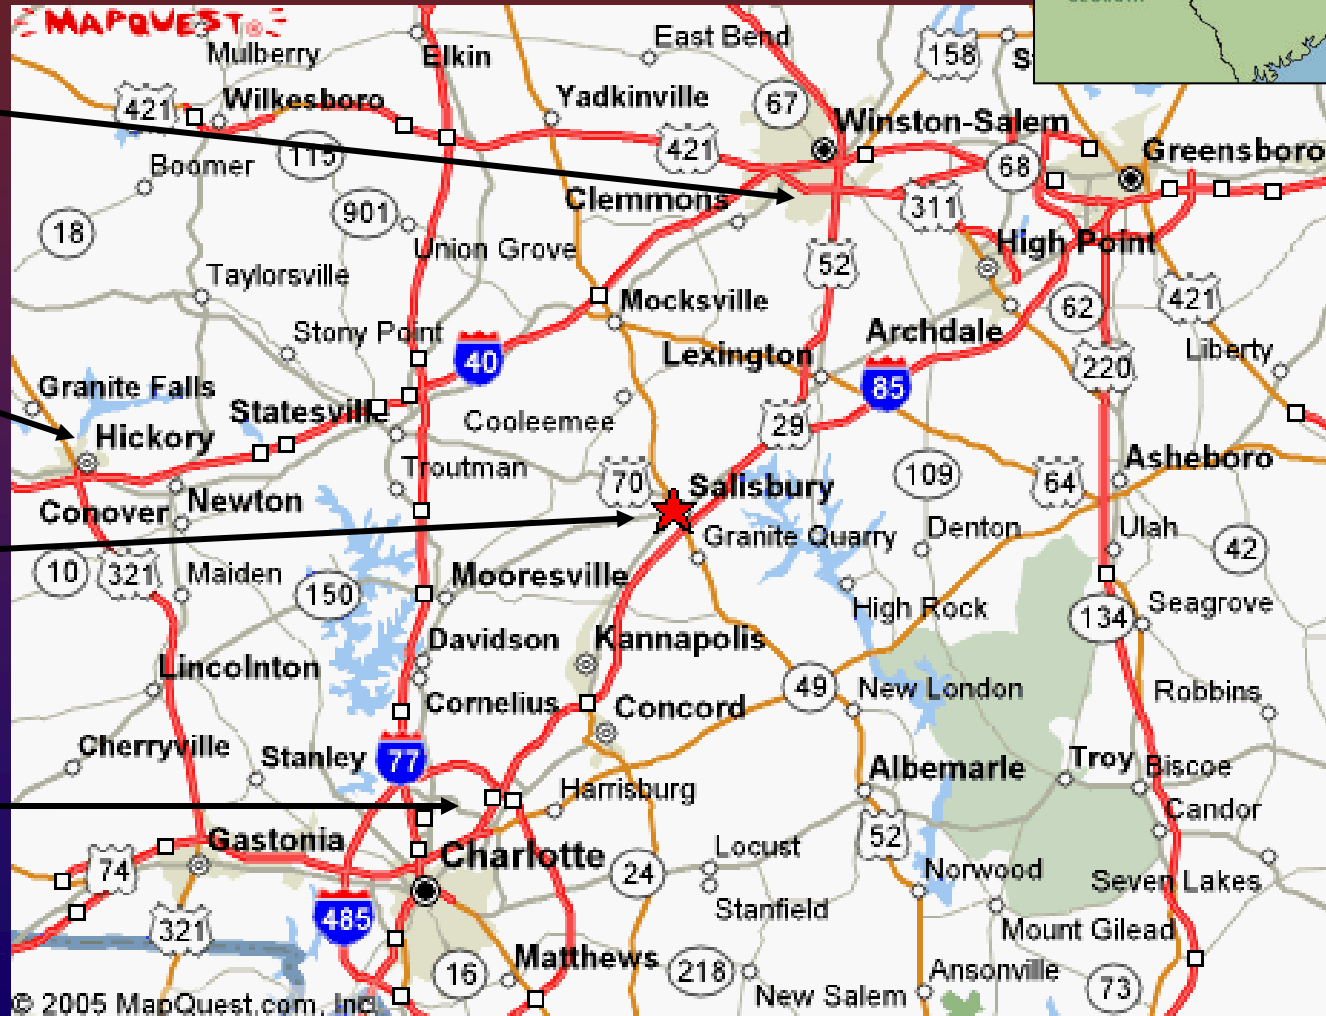 MAPQUEST®
GEORGIA
Mulberry
Elkin
East Bend
158
S
421
Wilkesboro
Yadkinville
67
Winston-Salem
115
421
68
Greensboro
Boomer
Clemmons
901
311
18
Union Grove
High Point
52
Taylorsville
421
Mocksville
62
Stony Point
Archdale
40
Lexington
Liberty
220
Granite Falls
85
Statesville
Cooleemee
29
Hickory
Troutman
70
Salisbury
109
64
Asheboro
Conover
Newton
Granite Quarry
Denton
Ulah
42
10
321
Maiden
Mooresville
150
High Rock
Seagrove
134
Davidson
Kannapolis
Lincolnton
49
New London
Robbins
Cornelius
Concord
Cherryville
Stanley
77
Albemarle
Troy
Biscoe
Harrisburg
Candor
Gastonia
52
Charlotte
Locust
74
24
Norwood
Seven Lakes
Stanfield
485
321
Mount Gilead
Matthews
16
218
Ansonville
73
New Salem
© 2005 MapQuest.com, Inc.